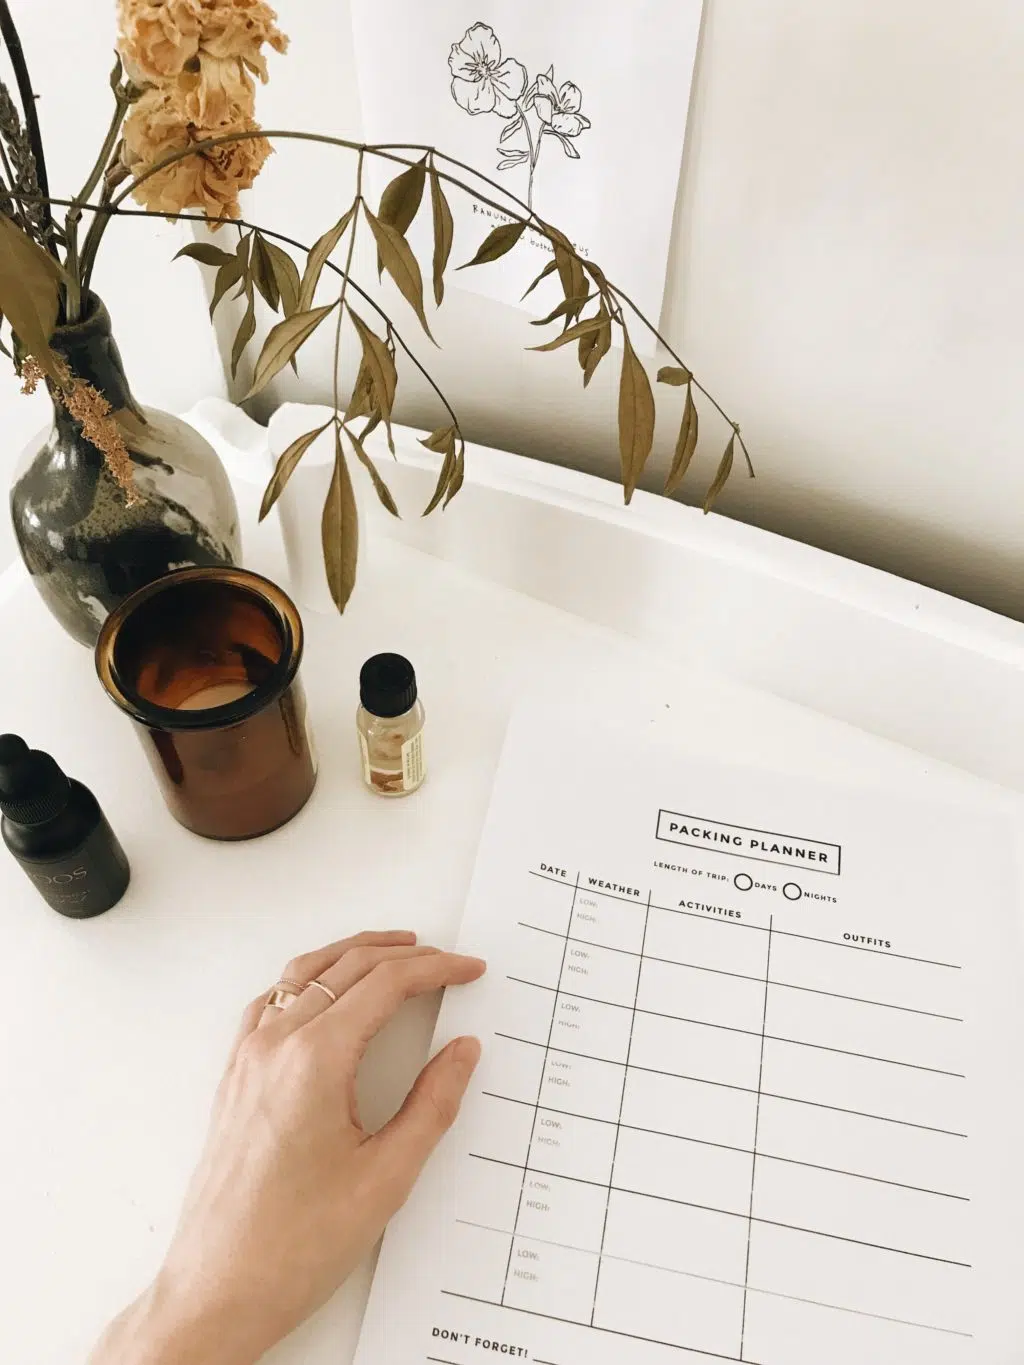 PACKING PLANNER
LENGTH OF TRIP: DAYS NIGHTS
DATE WEATHER ACTIVITIES OUTFITS
LOW:
HIGH:
LOW:
HIGH:
LOW:
HIGH:
LOW:
HIGH:
LOW:
HIGH:
LOW:
HIGH:
LOW:
HIGH:
DON'T FORGET!